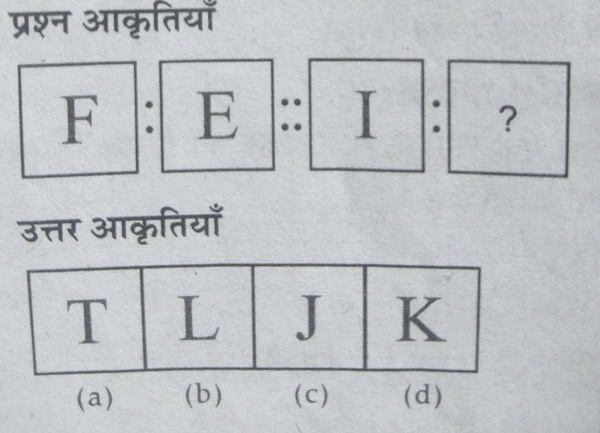 प्रश्न आकृतियाँ
F : E :: I : ?
उत्तर आकृतियाँ
T L J K
(a) (b) (c) (d)